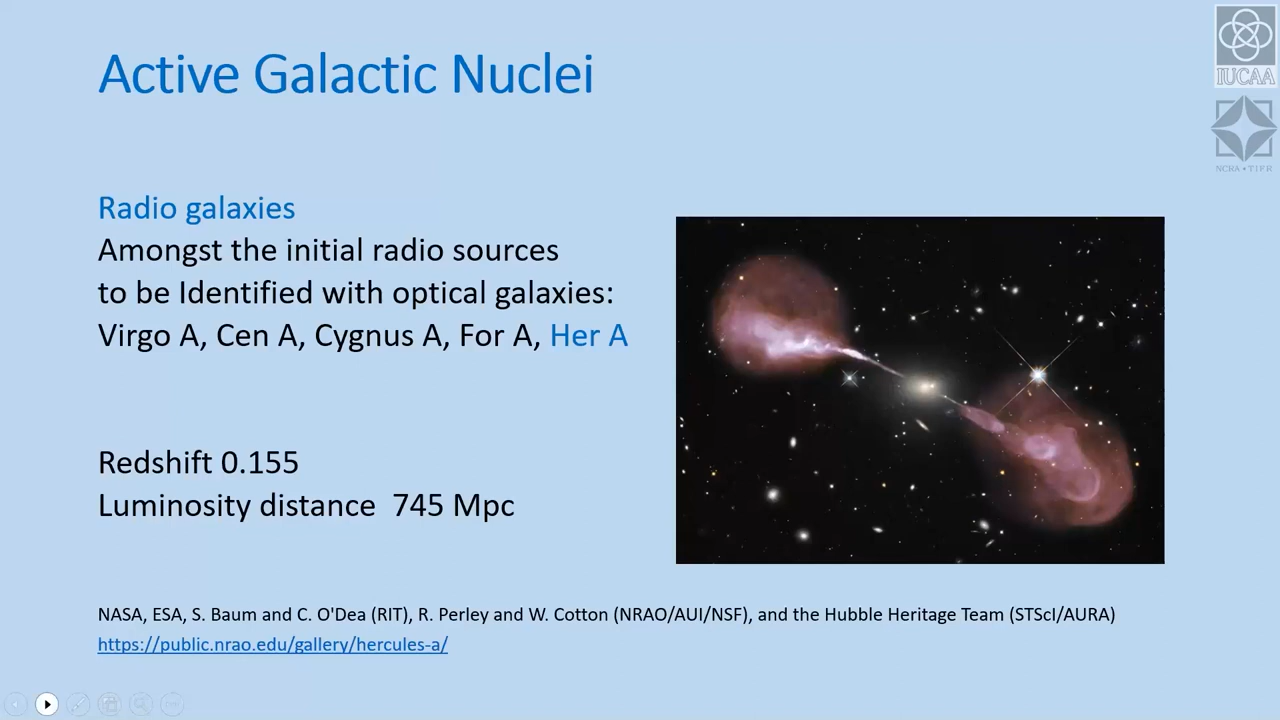 Active Galactic Nuclei
IUCAA
NCRA • TIFR
Radio galaxies
Amongst the initial radio sources
to be Identified with optical galaxies:
Virgo A, Cen A, Cygnus A, For A, Her A
Redshift 0.155
Luminosity distance 745 Mpc
NASA, ESA, S. Baum and C. O'Dea (RIT), R. Perley and W. Cotton (NRAO/AUI/NSF), and the Hubble Heritage Team (STScI/AURA)
https://public.nrao.edu/gallery/hercules-a/